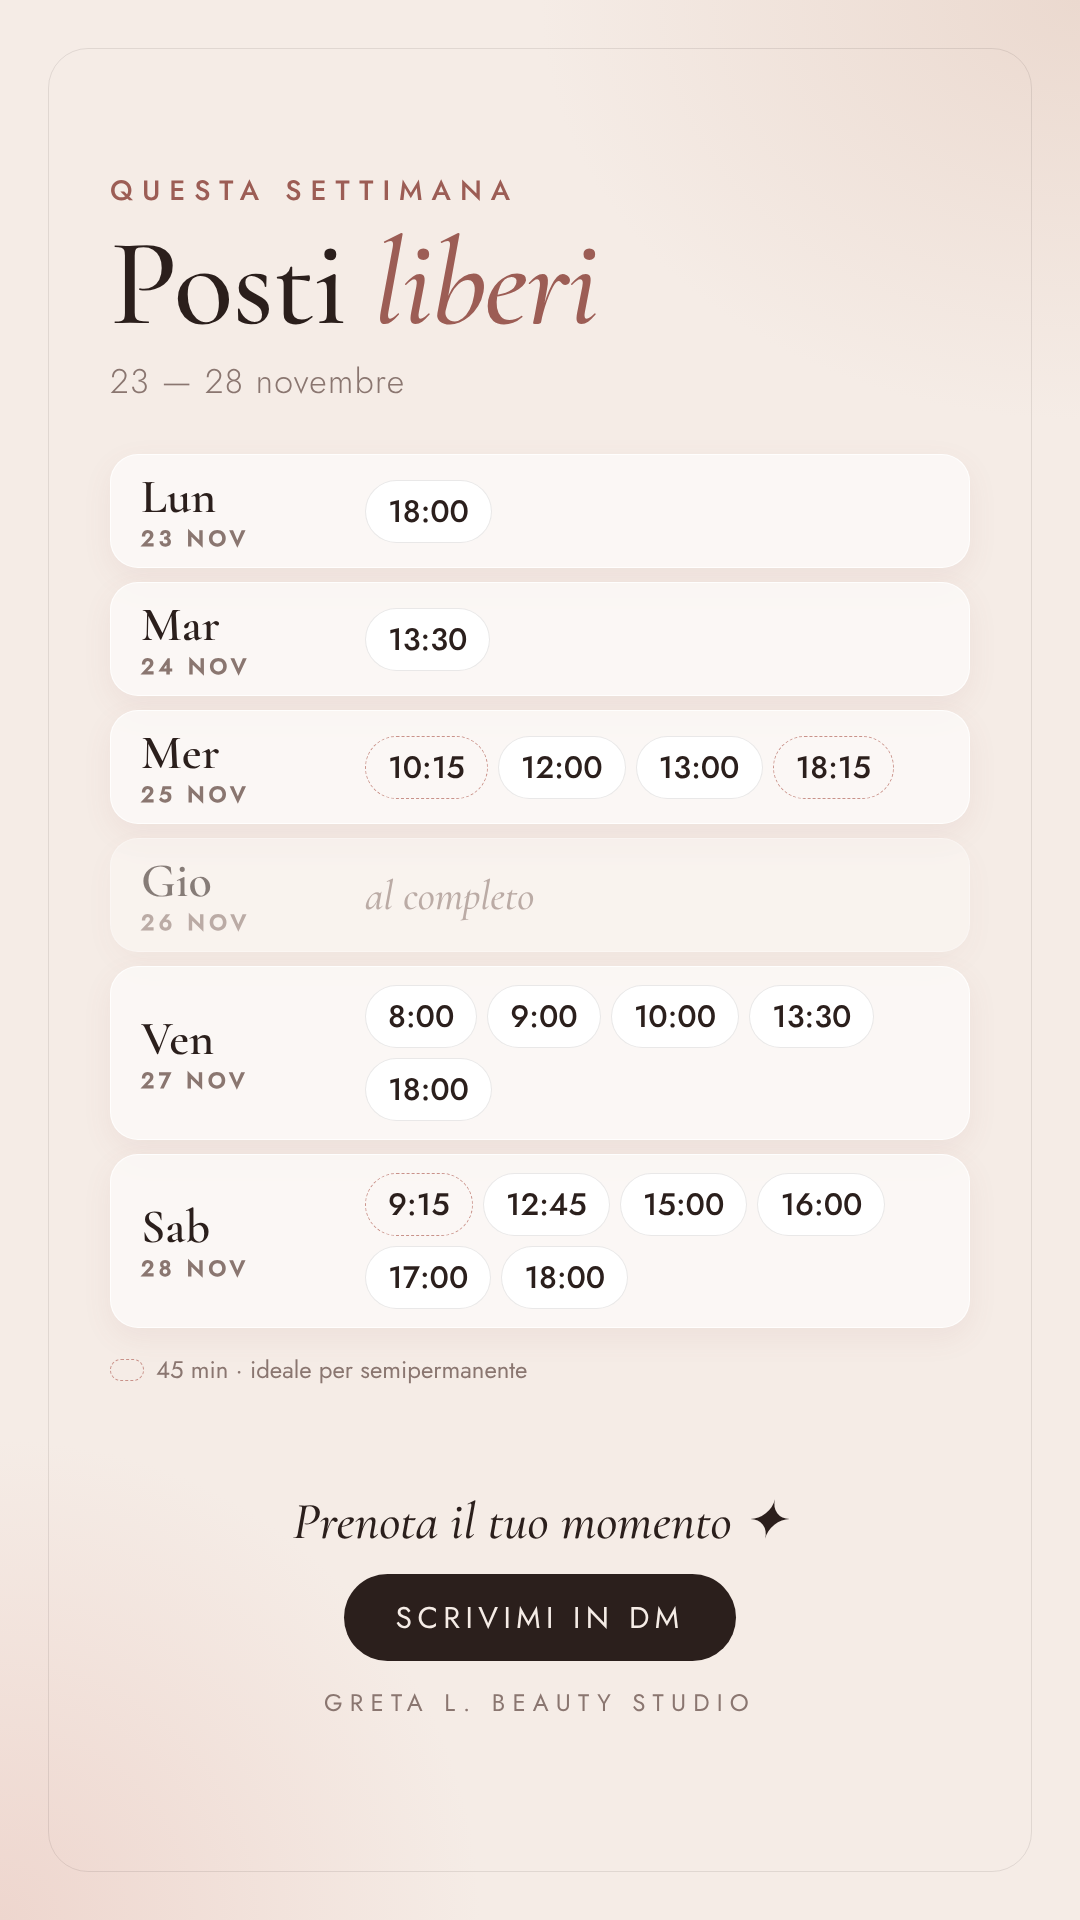 QUESTA SETTIMANA
Posti liberi
23 — 28 novembre
Lun
23 NOV
18:00
Mar
24 NOV
13:30
Mer
25 NOV
10:15 12:00 13:00 18:15
Gio
26 NOV
al completo
Ven
27 NOV
8:00 9:00 10:00 13:30
18:00
Sab
28 NOV
9:15 12:45 15:00 16:00
17:00 18:00
45 min · ideale per semipermanente
Prenota il tuo momento ✦
SCRIVIMI IN DM
GRETA L. BEAUTY STUDIO